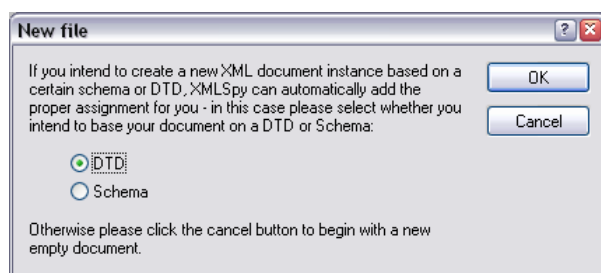 New file
If you intend to create a new XML document instance based on a
certain schema or DTD, XMLSpy can automatically add the
proper assignment for you - in this case please select whether you
intend to base your document on a DTD or Schema:
OK
Cancel
DTD
Schema
Otherwise please click the cancel button to begin with a new
empty document.